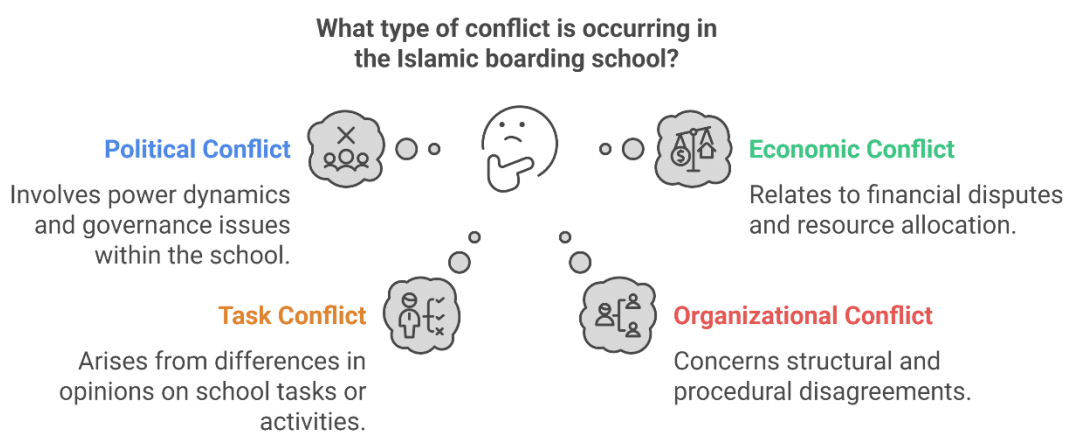 What type of conflict is occurring in
the Islamic boarding school?
Political Conflict
Involves power dynamics
and governance issues
within the school.
Economic Conflict
Relates to financial disputes
and resource allocation.
Task Conflict
Arises from differences in
opinions on school tasks or
activities.
Organizational Conflict
Concerns structural and
procedural disagreements.
$